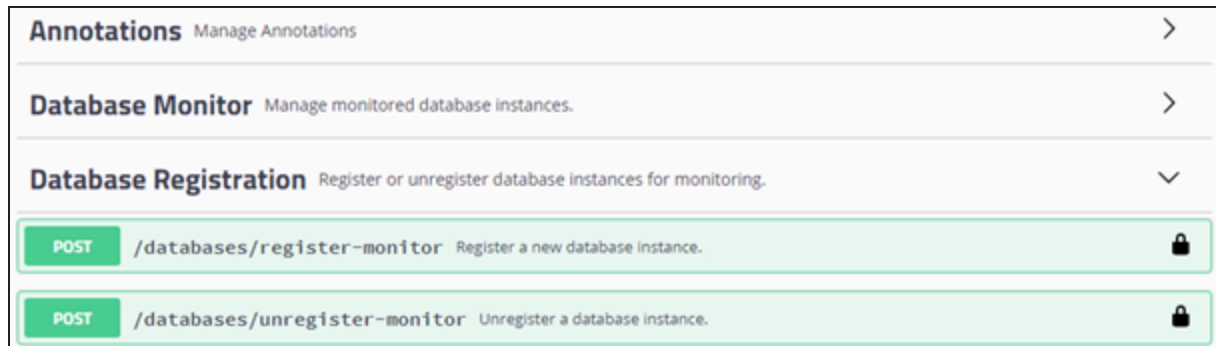 Annotations Manage Annotations
Database Monitor Manage monitored database instances.
Database Registration Register or unregister database instances for monitoring.
POST /databases/register-monitor Register a new database instance.
POST /databases/unregister-monitor Unregister a database instance.